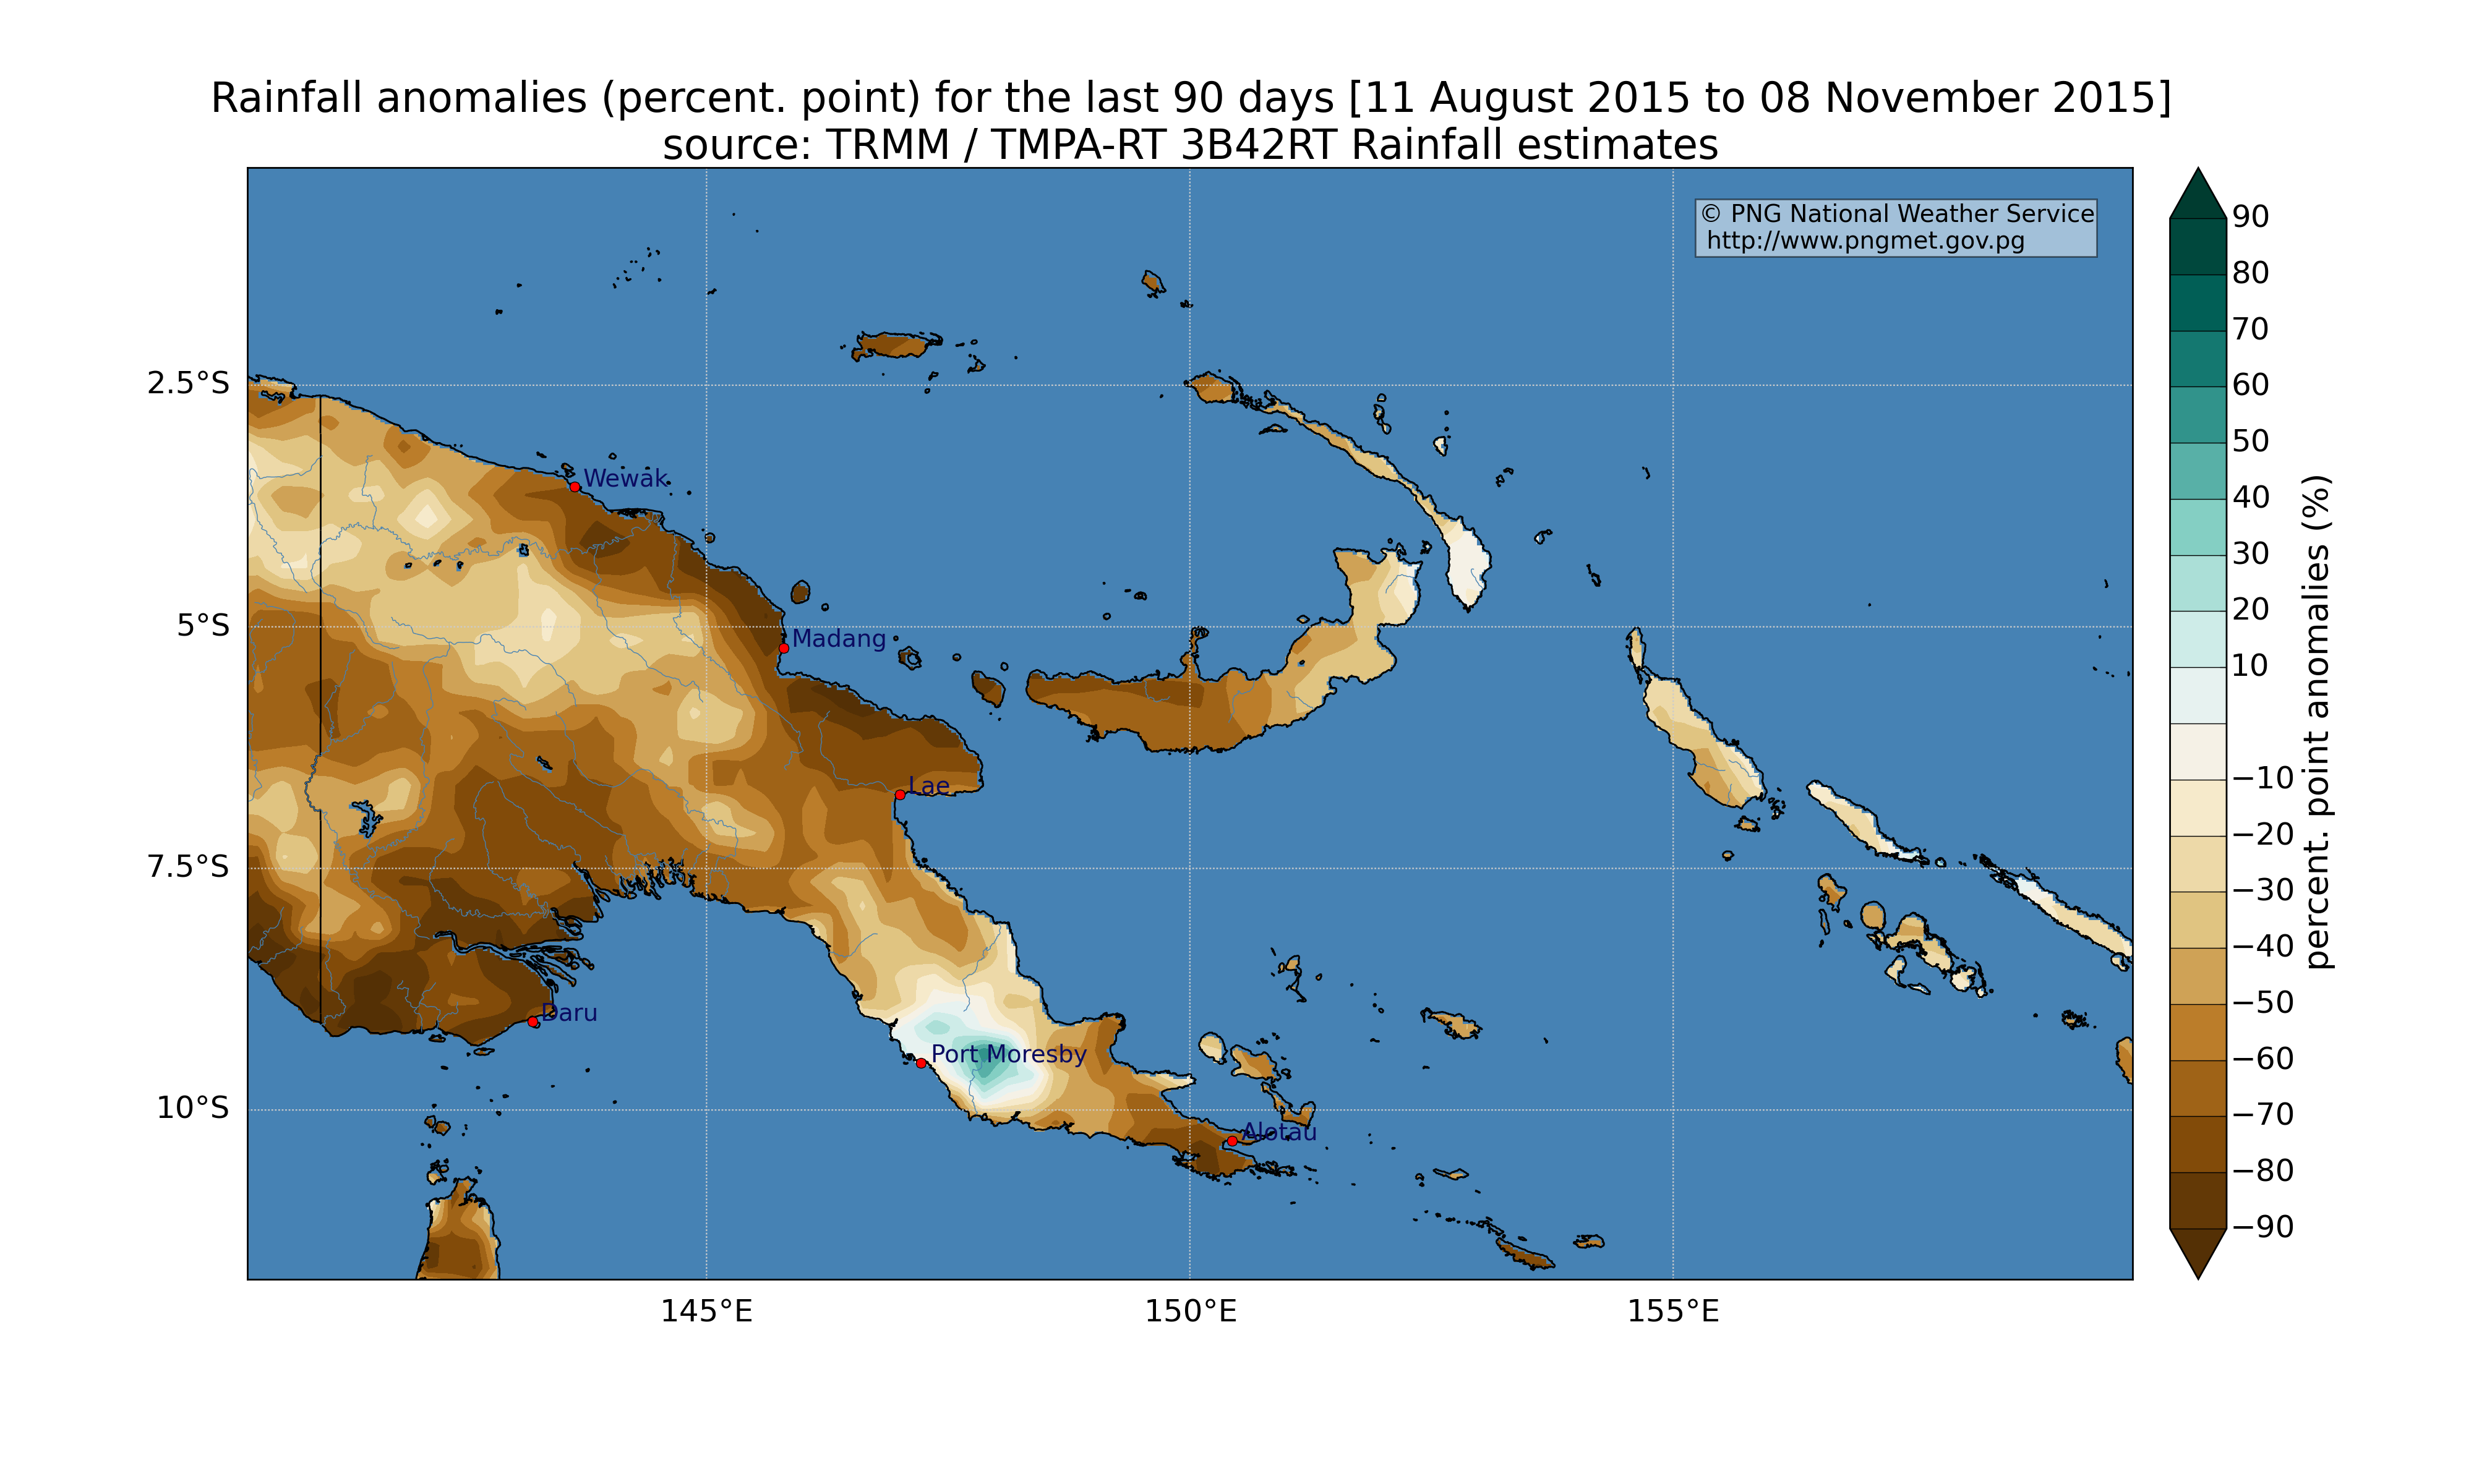 Rainfall anomalies (percent. point) for the last 90 days [11 August 2015 to 08 November 2015]
source: TRMM / TMPA-RT 3B42RT Rainfall estimates
© PNG National Weather Service
http://www.pngmet.gov.pg
2.5°S
5°S
7.5°S
10°S
145°E
150°E
155°E
Wewak
Madang
Lae
Daru
Port Moresby
Alotau
90
80
70
60
50
40
30
20
10
−10
−20
−30
−40
−50
−60
−70
−80
−90
percent. point anomalies (%)